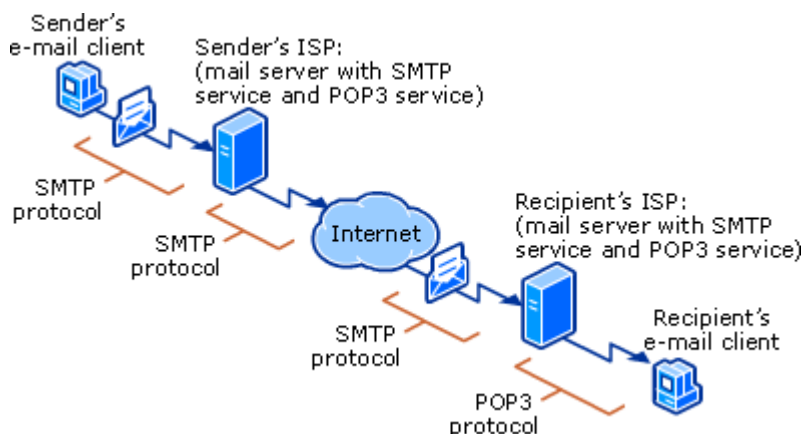 Sender's
e-mail client
Sender's ISP:
(mail server with SMTP
service and POP3 service)
SMTP
protocol
SMTP
protocol
Internet
Recipient's ISP:
(mail server with SMTP
service and POP3 service)
SMTP
protocol
Recipient's
e-mail client
POP3
protocol